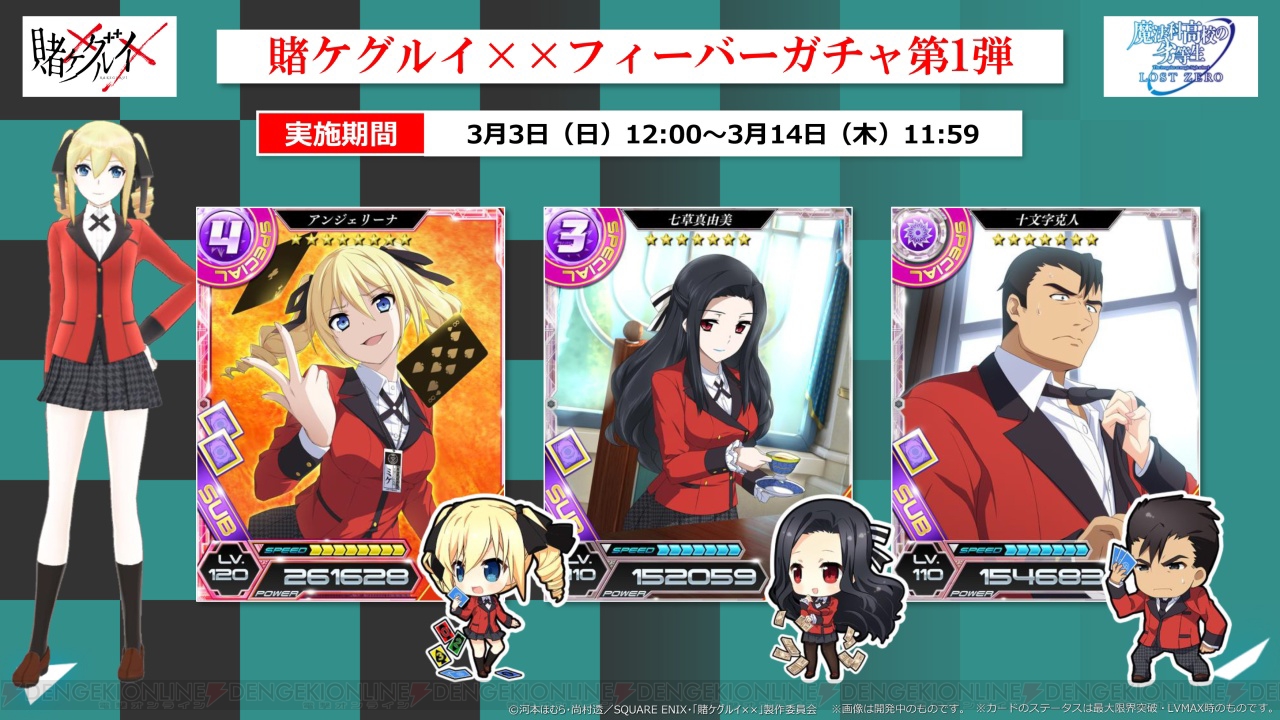 賭ケグルイ××
賭ケグルイ××フィーバーガチャ第1弾
魔法科高校の
劣等生
LOST ZERO
実施期間
3月3日（日）12:00～3月14日（木）11:59
4
SPECIAL
アンジェリーナ
ミケ
SUB
SPEED
LV.
120
261628
POWER
3
SPECIAL
七草真由美
SUB
SPEED
LV.
110
152059
POWER
SPECIAL
十文字克人
SUB
SPEED
LV.
110
154683
POWER
DENGEKIONLINE DENGEKIONLINE DENGEKIONLINE DENGEKIONLINE DENGEKIONLINE DENGEKIONLINE
©河本ほむら・尚村透／SQUARE ENIX・「賭ケグルイ××」製作委員会 ※画像は開発中のものです。 ※カードのステータスは最大限界突破・LVMAX時のものです。